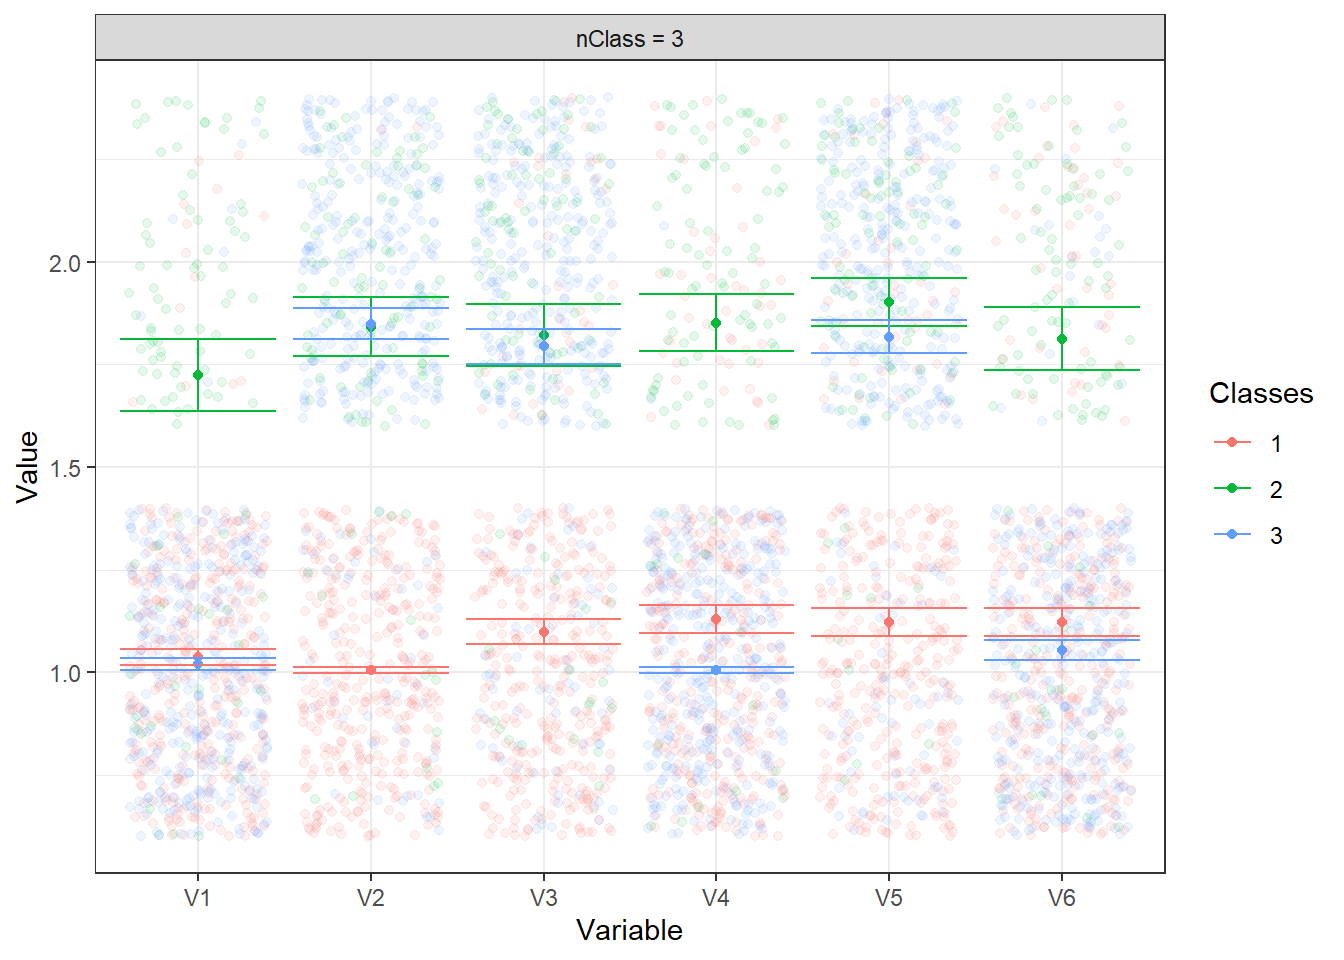 nClass = 3
Value
2.0
1.5
1.0
V1 V2 V3 V4 V5 V6
Variable
Classes
1
2
3